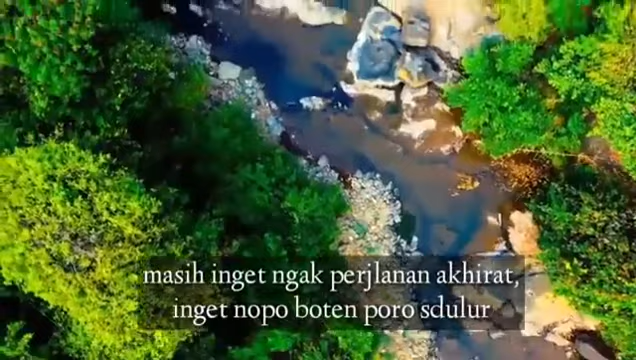 masih inget ngak perjlanan akhirat,
inget nopo boten poro sdulur